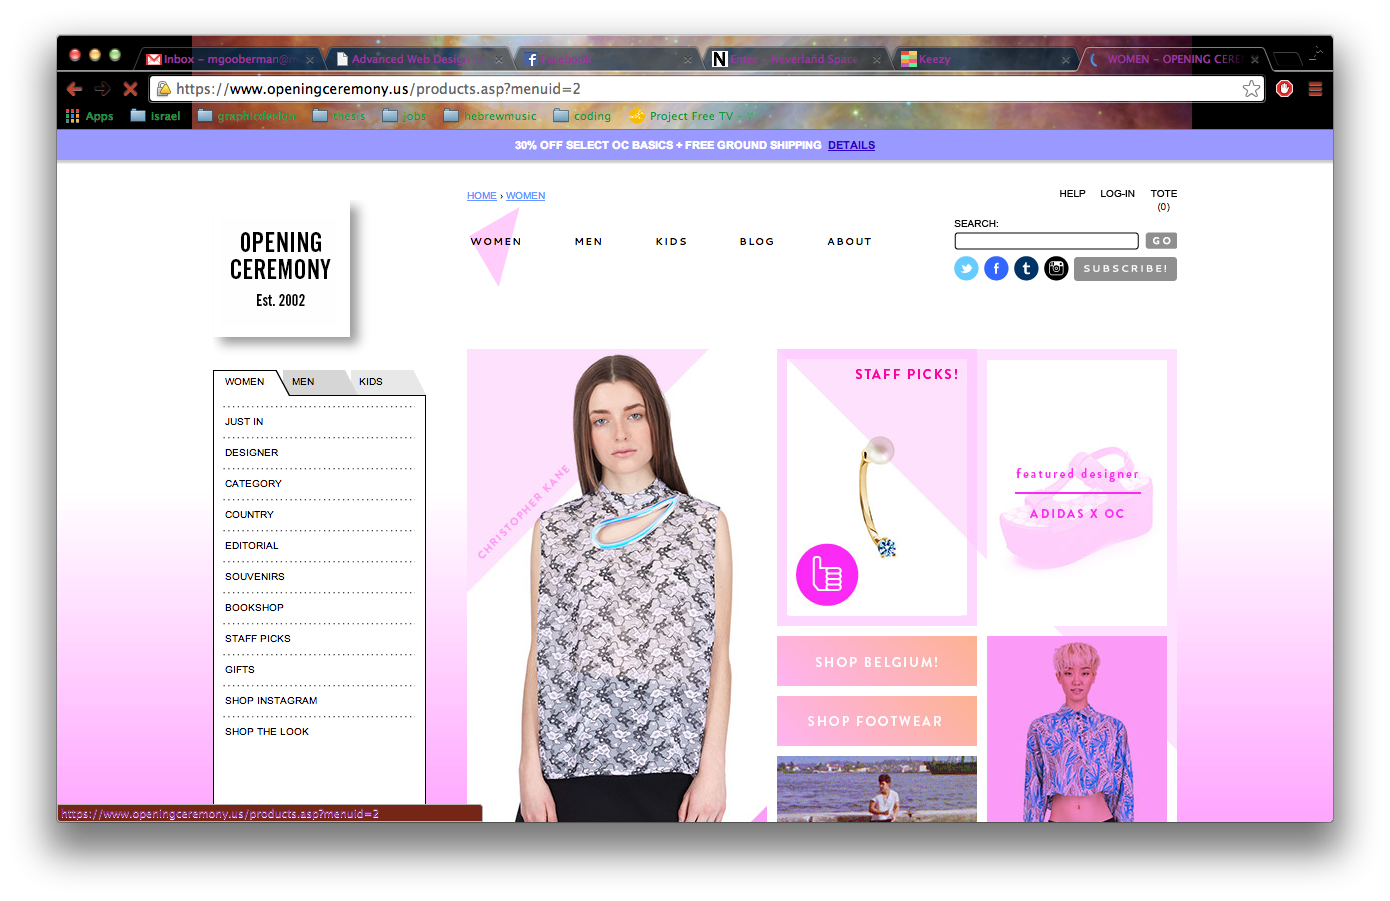 Inbox – mgooberman@m
Advanced Web Design
Facebook
Enter – Neverland Space
Keezy
WOMEN – OPENING CERE
https://www.openingceremony.us/products.asp?menuid=2
Apps
Israel
graphicdesign
thesis
jobs
hebrewmusic
coding
Project Free TV
30% OFF SELECT OC BASICS + FREE GROUND SHIPPING DETAILS
HOME › WOMEN
HELP LOG-IN TOTE
(0)
OPENING
CEREMONY
Est. 2002
WOMEN MEN KIDS BLOG ABOUT
SEARCH:
GO
SUBSCRIBE!
WOMEN MEN KIDS
JUST IN
DESIGNER
CATEGORY
COUNTRY
EDITORIAL
SOUVENIRS
BOOKSHOP
STAFF PICKS
GIFTS
SHOP INSTAGRAM
SHOP THE LOOK
CHRISTOPHER KANE
STAFF PICKS!
featured designer
ADIDAS X OC
SHOP BELGIUM!
SHOP FOOTWEAR
https://www.openingceremony.us/products.asp?menuid=2